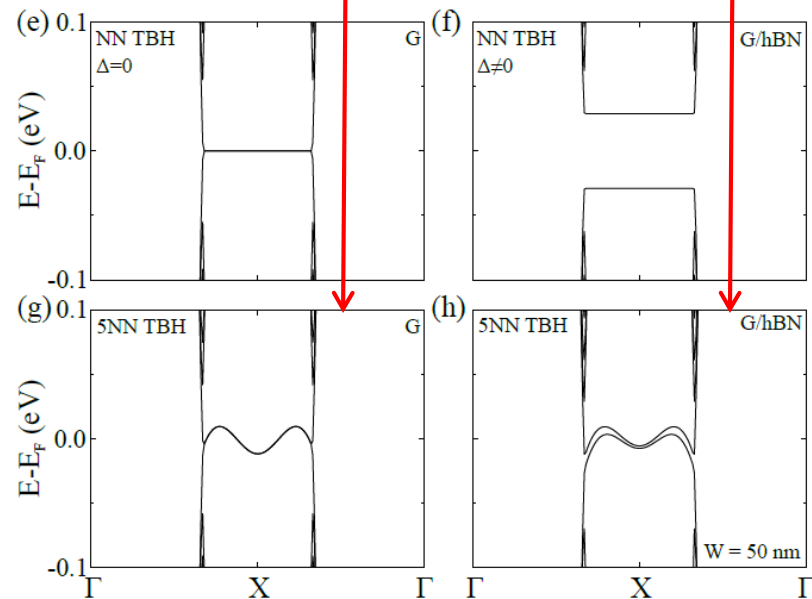 (e) 0.1 NN TBH G
Δ=0
(f) NN TBH G/hBN
Δ≠0
0.0
E-E_F (eV)
-0.1
(g) 0.1 5NN TBH G
(h) 5NN TBH G/hBN
0.0
E-E_F (eV)
W = 50 nm
-0.1
Γ X Γ Γ X Γ